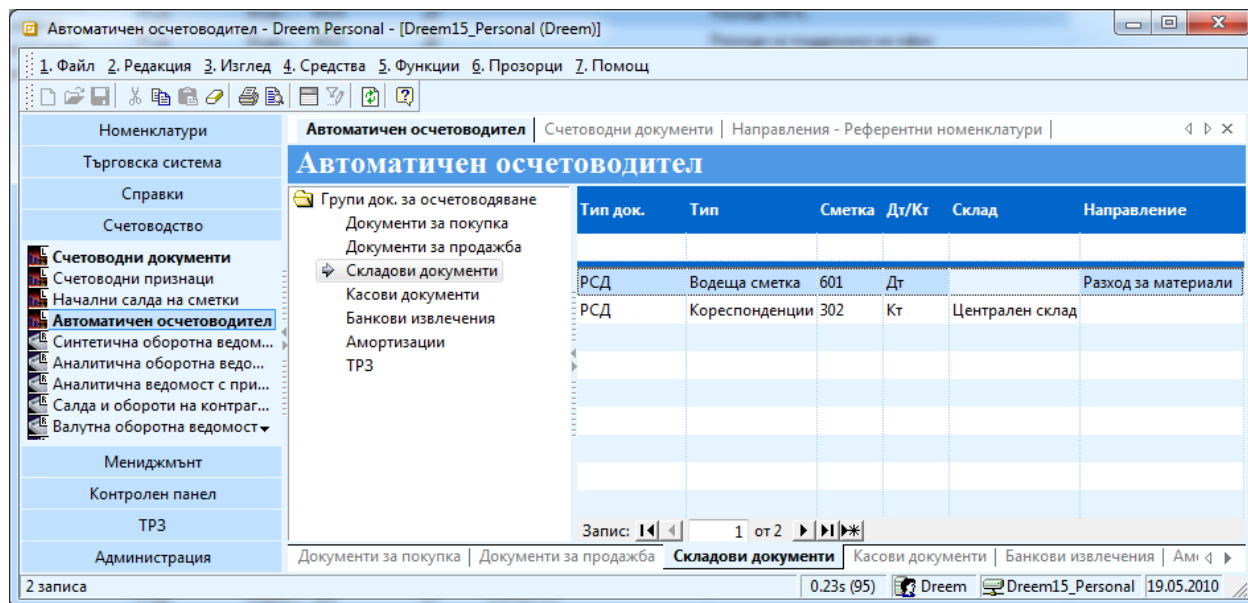 Автоматичен осчетоводител - Dreem Personal - [Dreem15_Personal (Dreem)]
1. Файл 2. Редакция 3. Изглед 4. Средства 5. Функции 6. Прозорци 7. Помощ
Номенклатури
Търговска система
Справки
Счетоводство
Счетоводни документи
Счетоводни признаци
Начални салда на сметки
Автоматичен осчетоводител
Синтетична оборотна ведом...
Аналитична оборотна ведо...
Аналитична ведомост с при...
Салда и обороти на контраг...
Валутна оборотна ведомост
Мениджмънт
Контролен панел
ТРЗ
Администрация
Автоматичен осчетоводител Счетоводни документи Направления - Референтни номенклатури
Автоматичен осчетоводител
Групи док. за осчетоводяване
Документи за покупка
Документи за продажба
Складови документи
Касови документи
Банкови извлечения
Амортизации
ТРЗ
Тип док. Тип Сметка Дт/Кт Склад Направление
РСД Водеща сметка 601 Дт Разход за материали
РСД Кореспонденции 302 Кт Централен склад
Запис: 1 от 2
Документи за покупка Документи за продажба Складови документи Касови документи Банкови извлечения
2 записа 0.23s (95) Dreem Dreem15_Personal 19.05.2010